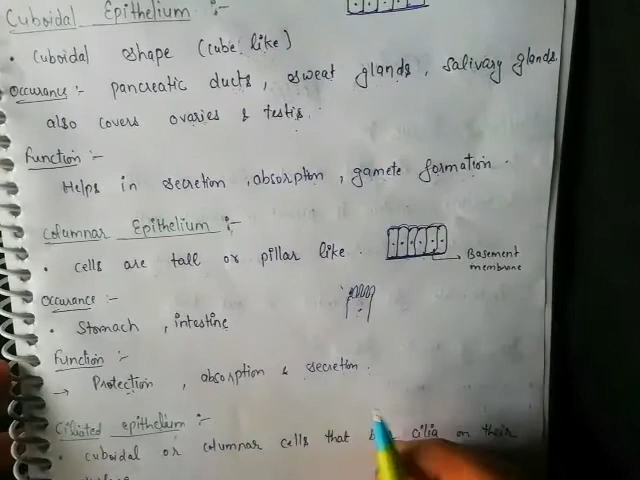 Cuboidal Epithelium :-
• Cuboidal shape (cube like)
Occurance :- pancreatic ducts, sweat glands, salivary glands.
also covers ovaries & testis.
Function :-
Helps in secretion, absorption, gamete formation.
Columnar Epithelium :-
• cells are tall or pillar like.
Basement
membrane
Occurance :-
• Stomach, intestine
Function :-
→ Protection, absorption & secretion.
Ciliated epithelium :-
• cuboidal or columnar cells that cilia on their